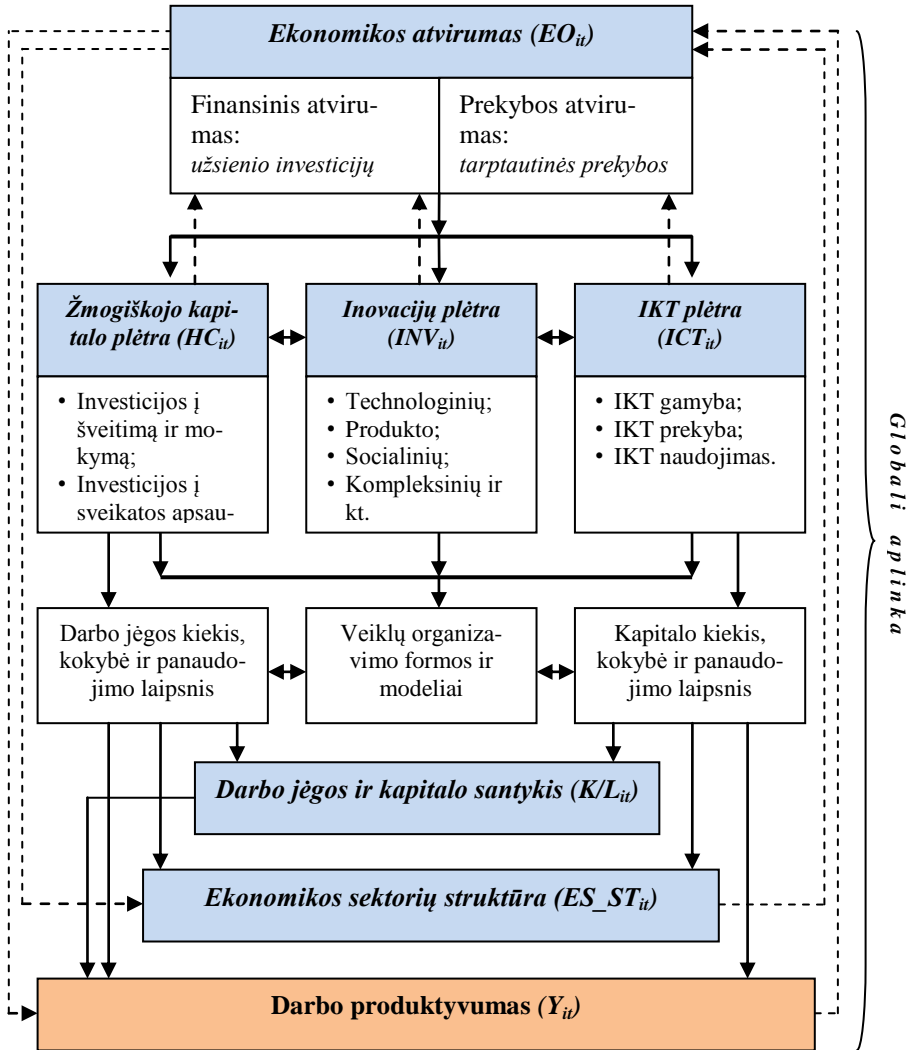 Ekonomikos atvirumas (EOit)
Finansinis atviru-
mas:
užsienio investicijų
Prekybos atviru-
mas:
tarptautinės prekybos
Žmogiškojo kapi-
talo plėtra (HCit)
Inovacijų plėtra
(INVit)
IKT plėtra
(ICTit)
• Investicijos į
švietimą ir mo-
kymą;
• Investicijos į
sveikatos apsau-
• Technologinių;
• Produkto;
• Socialinių;
• Kompleksinių ir
kt.
• IKT gamyba;
• IKT prekyba;
• IKT naudojimas.
Darbo jėgos kiekis,
kokybė ir panaudo-
jimo laipsnis
Veiklų organiza-
vimo formos ir
modeliai
Kapitalo kiekis,
kokybė ir panaudo-
jimo laipsnis
Darbo jėgos ir kapitalo santykis (K/Lit)
Ekonomikos sektorių struktūra (ES_STit)
Darbo produktyvumas (Yit)
Globali aplinka